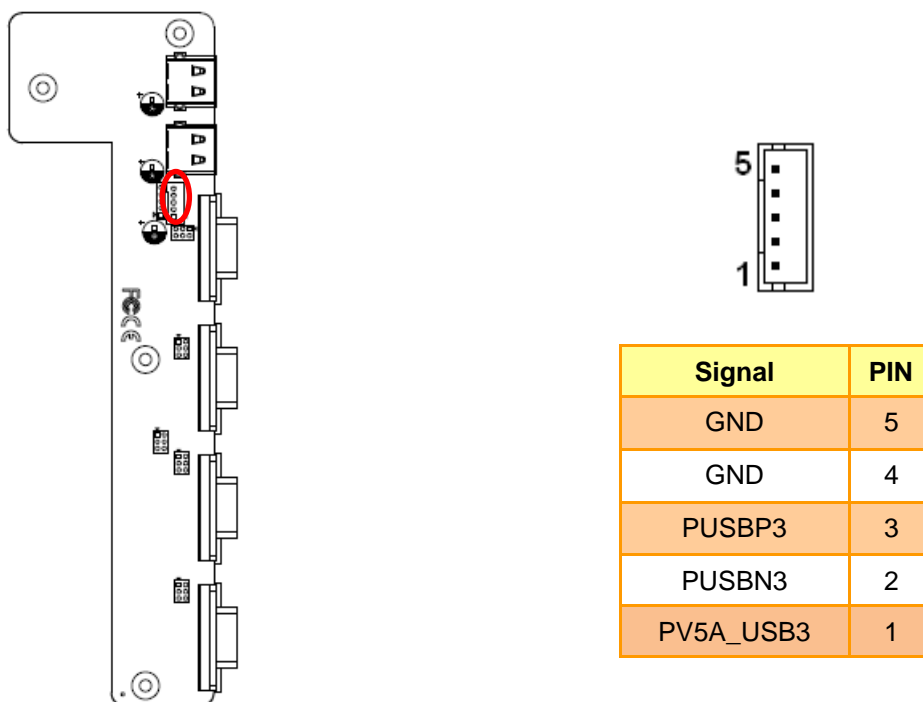 5
1
Signal PIN
GND 5
GND 4
PUSBP3 3
PUSBN3 2
PV5A_USB3 1